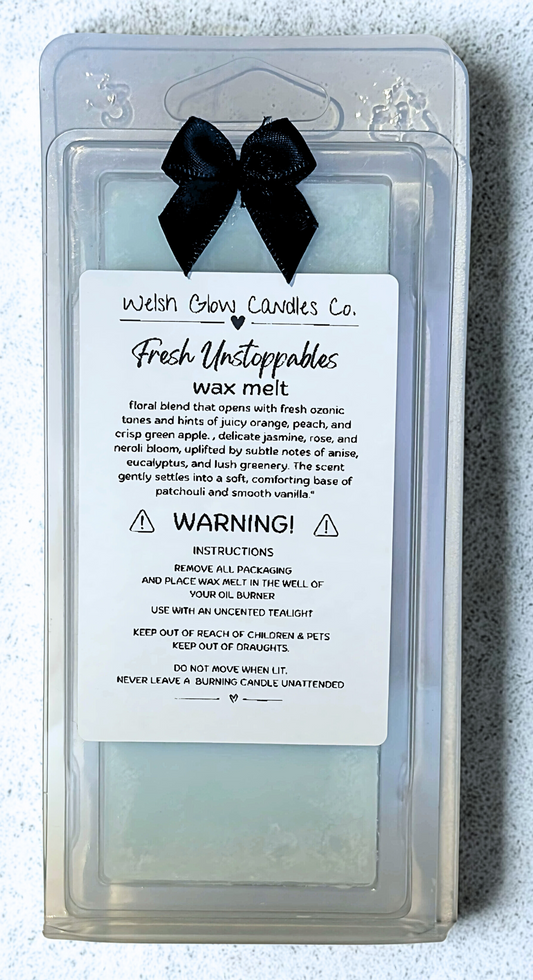 Welsh Glow Candles Co.
Fresh Unstoppables
wax melt
floral blend that opens with fresh ozonic
tones and hints of juicy orange, peach, and
crisp green apple. , delicate jasmine, rose, and
neroli bloom, uplifted by subtle notes of anise,
eucalyptus, and lush greenery. The scent
gently settles into a soft, comforting base of
patchouli and smooth vanilla."
WARNING!
INSTRUCTIONS
REMOVE ALL PACKAGING
AND PLACE WAX MELT IN THE WELL OF
YOUR OIL BURNER
USE WITH AN UNCENTED TEALIGHT
KEEP OUT OF REACH OF CHILDREN & PETS
KEEP OUT OF DRAUGHTS.
DO NOT MOVE WHEN LIT.
NEVER LEAVE A BURNING CANDLE UNATTENDED